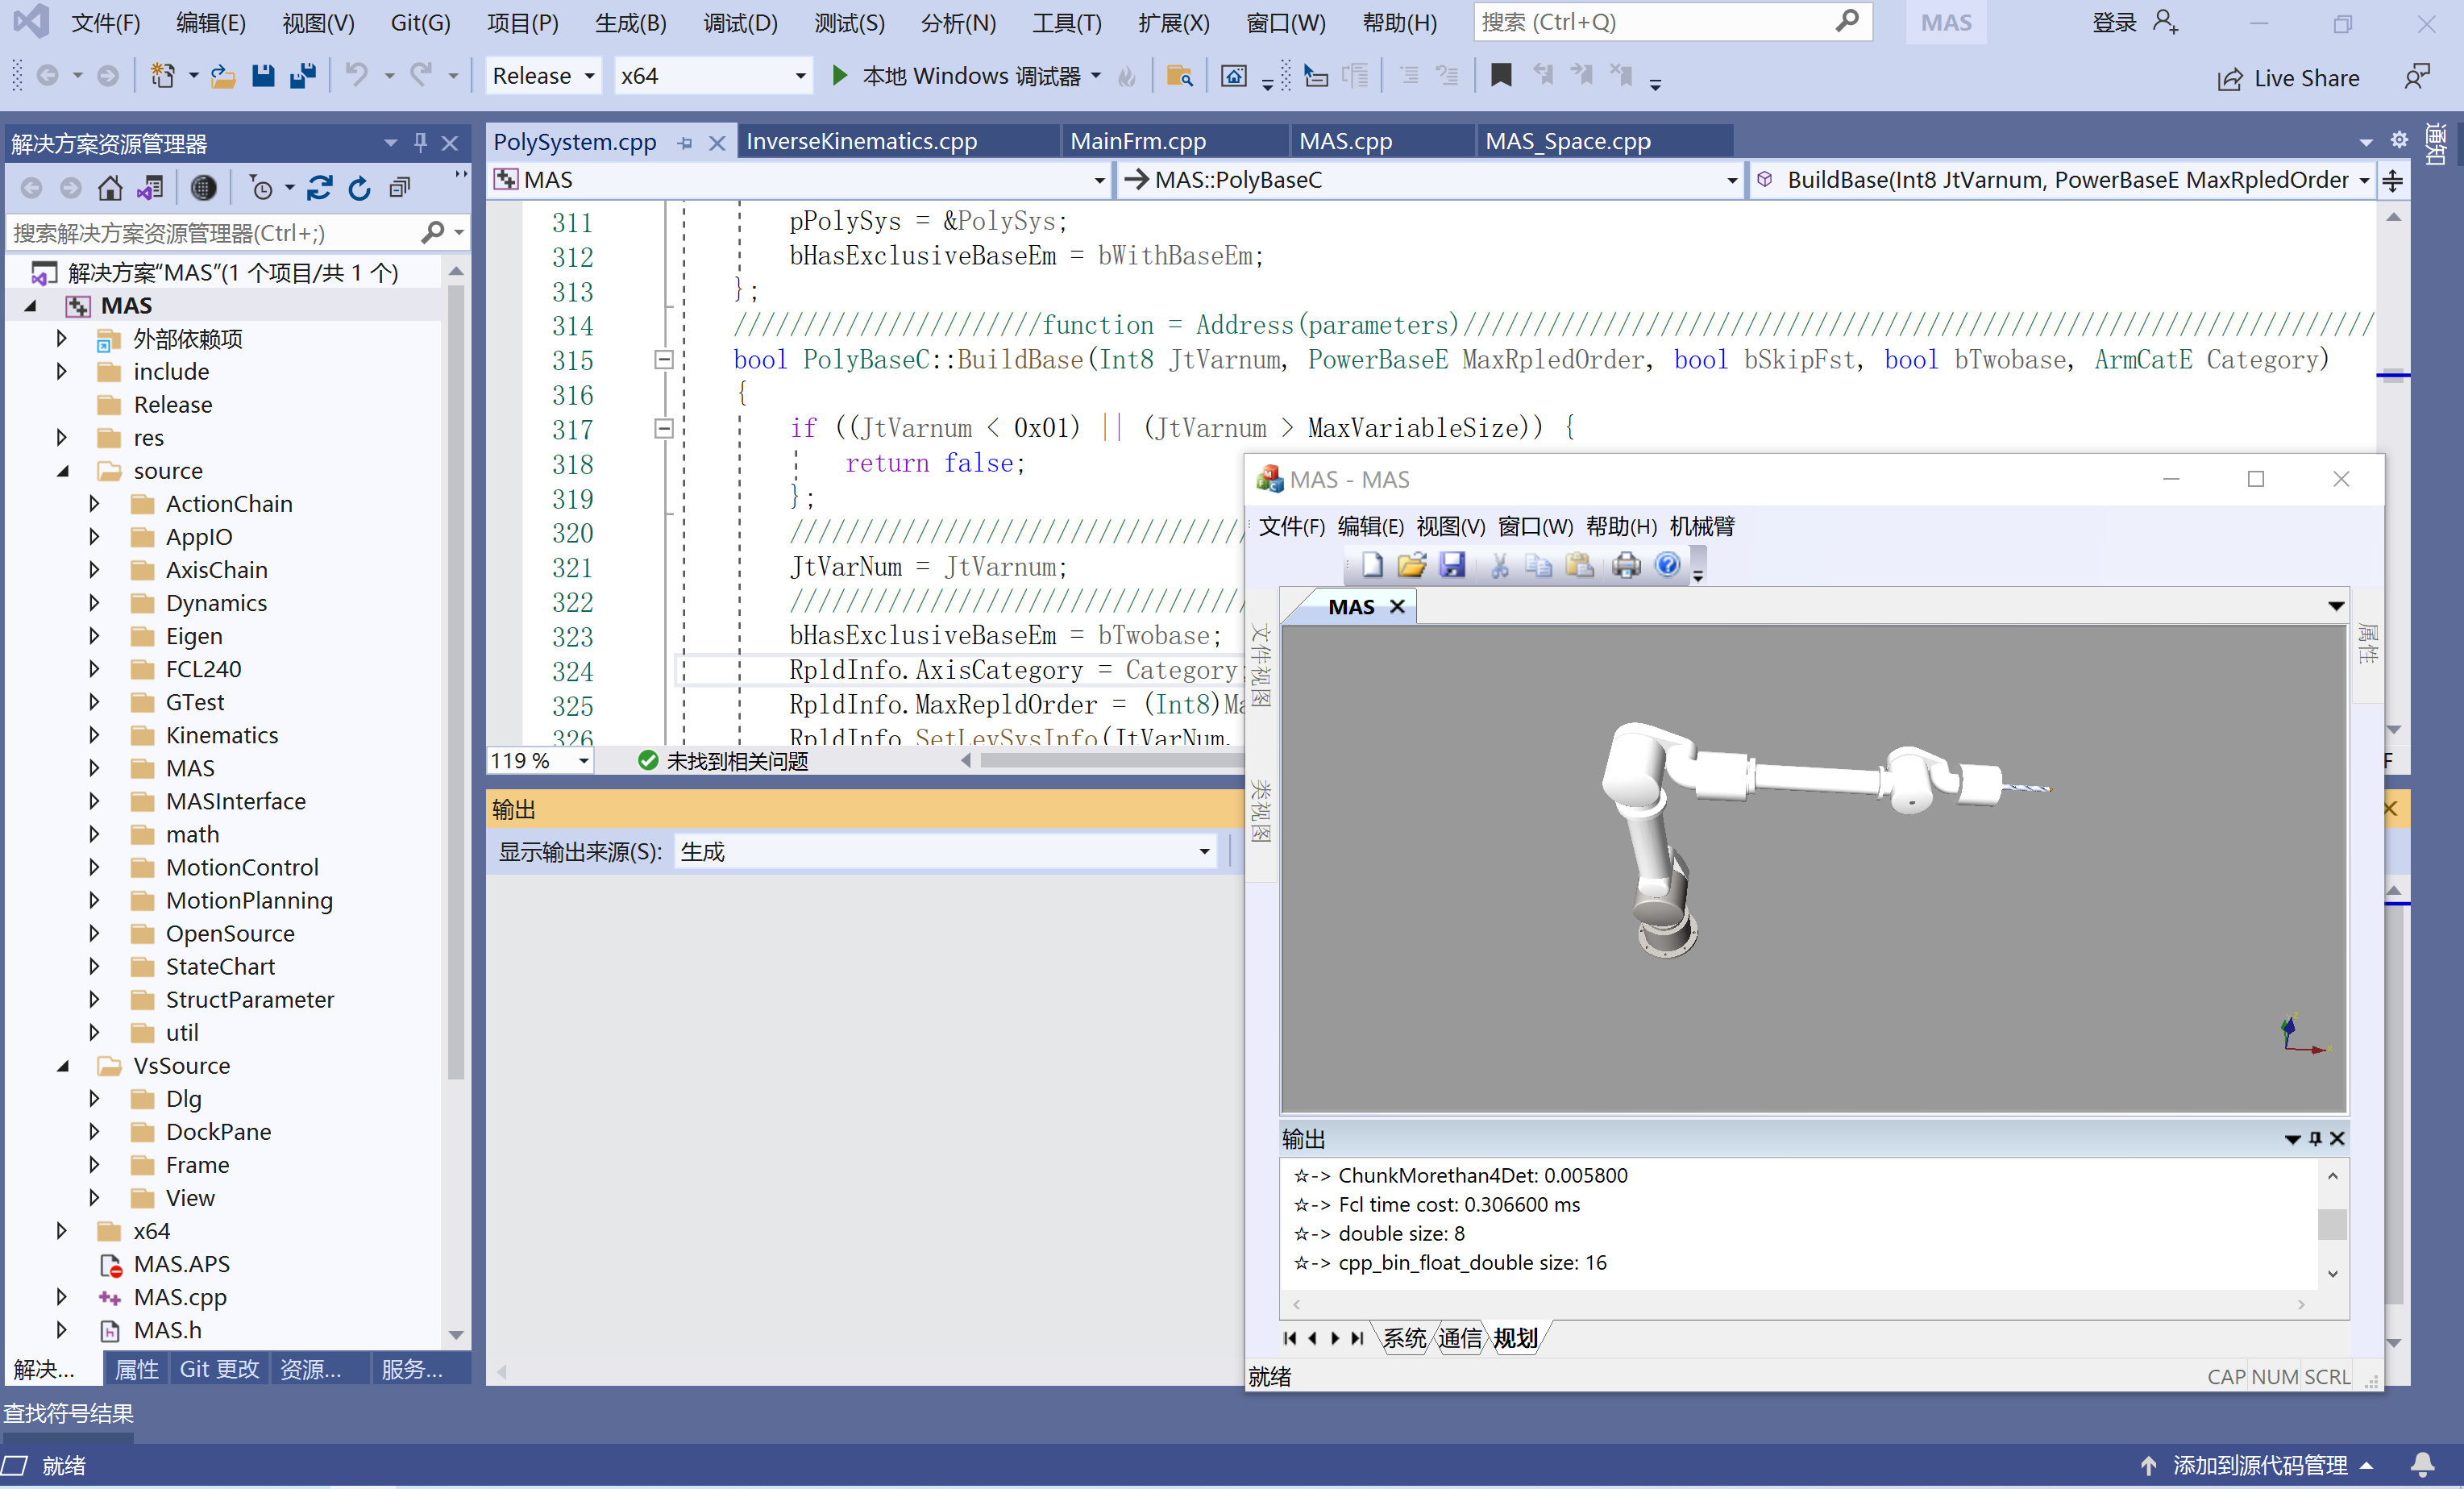 文件(F) 编辑(E) 视图(V) Git(G) 项目(P) 生成(B) 调试(D) 测试(S) 分析(N) 工具(T) 扩展(X) 窗口(W) 帮助(H) 搜索 (Ctrl+Q) MAS 登录
Release x64 本地 Windows 调试器 Live Share
解决方案资源管理器
搜索解决方案资源管理器(Ctrl+;)
解决方案“MAS”(1 个项目/共 1 个)
MAS
外部依赖项
include
Release
res
source
ActionChain
AppIO
AxisChain
Dynamics
Eigen
FCL240
GTest
Kinematics
MAS
MASInterface
math
MotionControl
MotionPlanning
OpenSource
StateChart
StructParameter
util
VsSource
Dlg
DockPane
Frame
View
x64
MAS.APS
MAS.cpp
MAS.h
解决... 属性 Git 更改 资源... 服务...
PolySystem.cpp InverseKinematics.cpp MainFrm.cpp MAS.cpp MAS_Space.cpp
通知
MAS MAS::PolyBaseC BuildBase(Int8 JtVarnum, PowerBaseE MaxRpledOrder
311 pPolySys = &PolySys;
312 bHasExclusiveBaseEm = bWithBaseEm;
313 };
314 //////////////////////function = Address(parameters)/////////////////////////////////////////////////////////////////
315 bool PolyBaseC::BuildBase(Int8 JtVarnum, PowerBaseE MaxRpledOrder, bool bSkipFst, bool bTwobase, ArmCatE Category)
316 {
317 if ((JtVarnum < 0x01) || (JtVarnum > MaxVariableSize)) {
318 return false;
319 };
320 /////////////////////////////////
321 JtVarNum = JtVarnum;
322 /////////////////////////////////
323 bHasExclusiveBaseEm = bTwobase;
324 RpldInfo.AxisCategory = Category;
325 RpldInfo.MaxRepldOrder = (Int8)Ma
326 RpldInfo.SetLevSysInfo(JtVarNum,
119 % 未找到相关问题
输出
显示输出来源(S): 生成
MAS - MAS
文件(F) 编辑(E) 视图(V) 窗口(W) 帮助(H) 机械臂
MAS
文件视图
类视图
属性
输出
☆-> ChunkMorethan4Det: 0.005800
☆-> Fcl time cost: 0.306600 ms
☆-> double size: 8
☆-> cpp_bin_float_double size: 16
系统 通信 规划
就绪 CAP NUM SCRL
查找符号结果
就绪 添加到源代码管理